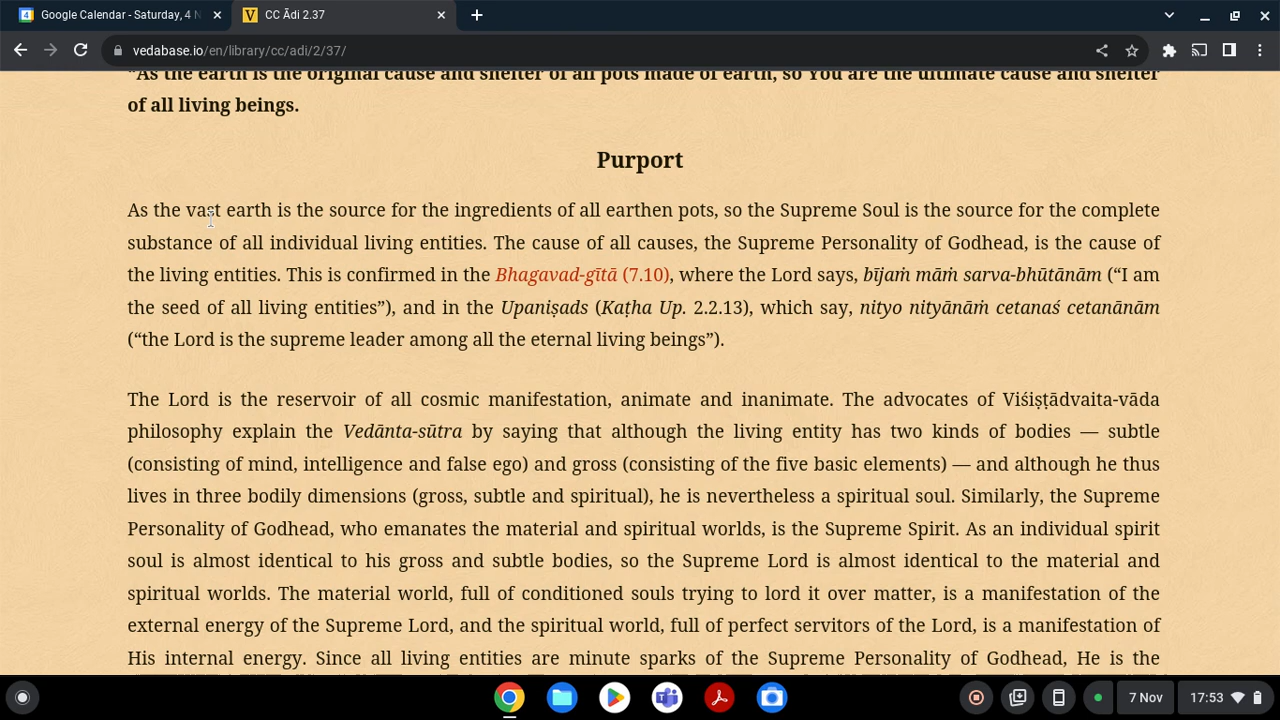 Google Calendar - Saturday, 4 N
CC Ādi 2.37
vedabase.io/en/library/cc/adi/2/37/
"As the earth is the original cause and shelter of all pots made of earth, so You are the ultimate cause and shelter
of all living beings.
Purport
As the vast earth is the source for the ingredients of all earthen pots, so the Supreme Soul is the source for the complete
substance of all individual living entities. The cause of all causes, the Supreme Personality of Godhead, is the cause of
the living entities. This is confirmed in the Bhagavad-gītā (7.10), where the Lord says, bījaṁ māṁ sarva-bhūtānām (“I am
the seed of all living entities”), and in the Upaniṣads (Kaṭha Up. 2.2.13), which say, nityo nityānāṁ cetanaś cetanānām
(“the Lord is the supreme leader among all the eternal living beings”).
The Lord is the reservoir of all cosmic manifestation, animate and inanimate. The advocates of Viśiṣṭādvaita-vāda
philosophy explain the Vedānta-sūtra by saying that although the living entity has two kinds of bodies — subtle
(consisting of mind, intelligence and false ego) and gross (consisting of the five basic elements) — and although he thus
lives in three bodily dimensions (gross, subtle and spiritual), he is nevertheless a spiritual soul. Similarly, the Supreme
Personality of Godhead, who emanates the material and spiritual worlds, is the Supreme Spirit. As an individual spirit
soul is almost identical to his gross and subtle bodies, so the Supreme Lord is almost identical to the material and
spiritual worlds. The material world, full of conditioned souls trying to lord it over matter, is a manifestation of the
external energy of the Supreme Lord, and the spiritual world, full of perfect servitors of the Lord, is a manifestation of
His internal energy. Since all living entities are minute sparks of the Supreme Personality of Godhead, He is the
7 Nov
17:53